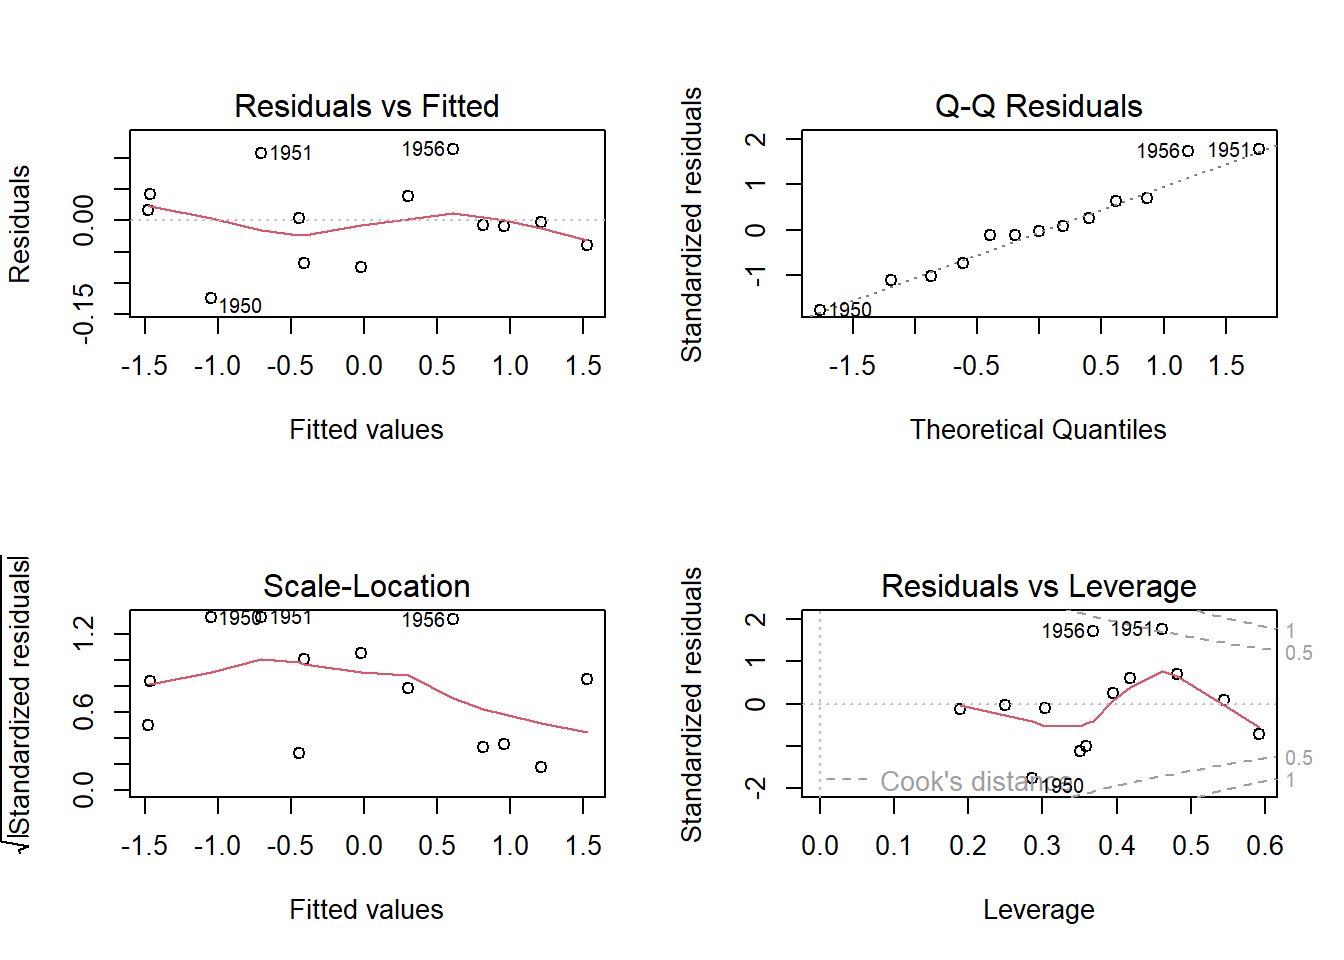 Residuals vs Fitted
Residuals
0.00
-0.15
1951
1956
1950
-1.5 -1.0 -0.5 0.0 0.5 1.0 1.5
Fitted values
Q-Q Residuals
Standardized residuals
2
1
0
-1
1956
1951
1950
-1.5 -0.5 0.5 1.0 1.5
Theoretical Quantiles
Scale-Location
√|Standardized residuals|
1.2
0.6
0.0
1950
1951
1956
-1.5 -1.0 -0.5 0.0 0.5 1.0 1.5
Fitted values
Residuals vs Leverage
Standardized residuals
2
1
0
-2
1956
1951
1950
Cook's distance
1
0.5
0.5
1
0.0 0.1 0.2 0.3 0.4 0.5 0.6
Leverage